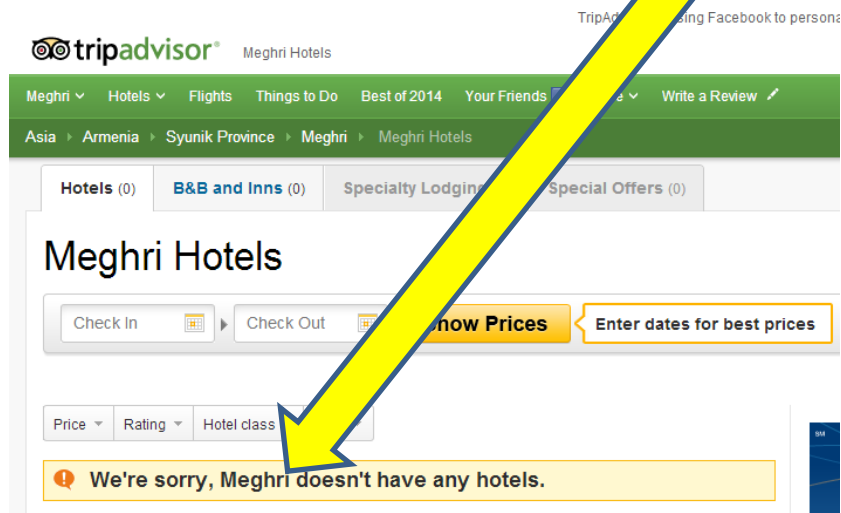 TripAd sing Facebook to persona
tripadvisor® Meghri Hotels
Meghri Hotels Flights Things to Do Best of 2014 Your Friends Write a Review
Asia Armenia Syunik Province Meghri Meghri Hotels
Hotels (0) B&B and Inns (0) Specialty Lodging Special Offers (0)
Meghri Hotels
Check In Check Out Show Prices Enter dates for best prices
Price Rating Hotel class
We're sorry, Meghri doesn't have any hotels.